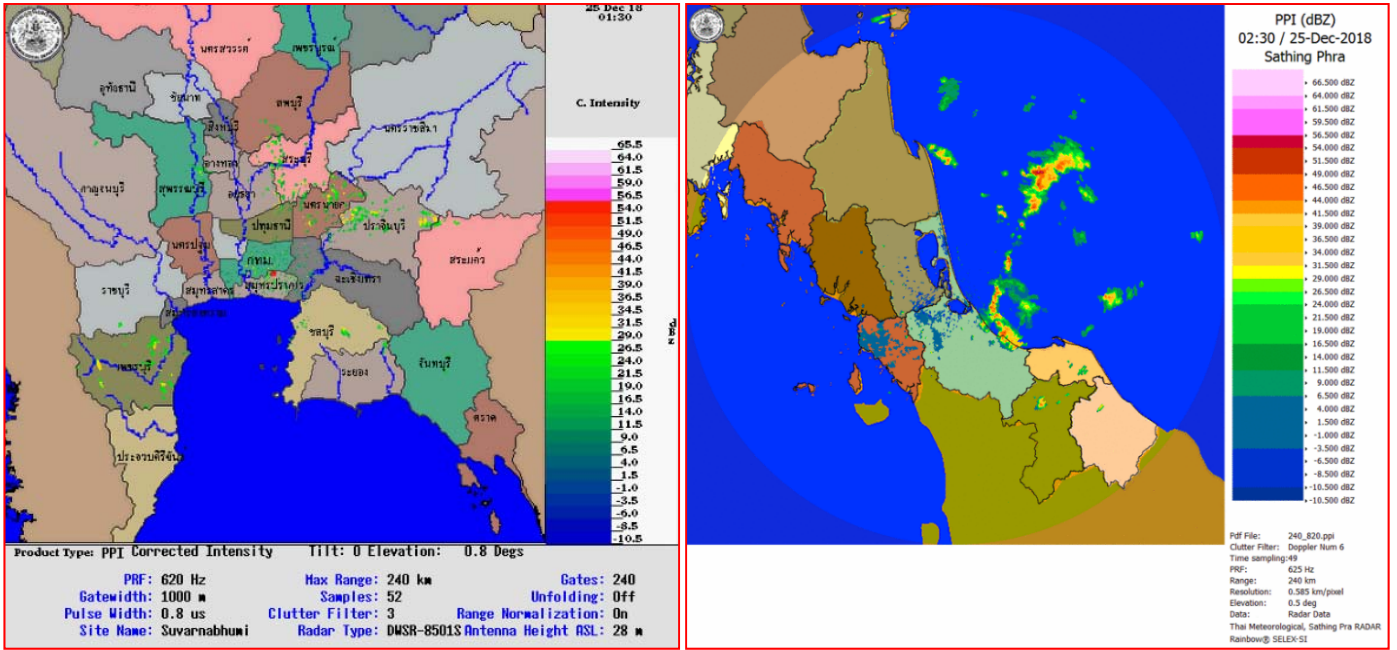 25 Dec 18
01:30
C. Intensity
65.5
64.0
61.5
59.0
56.5
54.0
51.5
49.0
46.5
44.0
41.5
39.0
36.5
34.5
31.5
29.0
26.5
24.0
21.5
19.0
16.5
14.0
11.5
9.0
6.5
4.0
1.5
-1.0
-3.5
-6.0
-8.5
-10.5
นครสวรรค์
เพชรบูรณ์
อุทัยธานี
ชัยนาท
ลพบุรี
สิงห์บุรี
นครราชสีมา
อ่างทอง
สระบุรี
กาญจนบุรี
สุพรรณบุรี
อยุธยา
นครนายก
ปทุมธานี
ปราจีนบุรี
นครปฐม
กทม.
สระแก้ว
ราชบุรี
สมุทรสาคร
สมุทรปราการ
ฉะเชิงเทรา
สมุทรสงคราม
ชลบุรี
เพชรบุรี
ระยอง
จันทบุรี
ตราด
ประจวบคีรีขันธ์
Product Type: PPI Corrected Intensity Tilt: 0 Elevation: 0.8 Degs
PRF: 620 Hz Max Range: 240 km Gates: 240
Gatewidth: 1000 m Samples: 52 Unfolding: Off
Pulse Width: 0.8 us Clutter Filter: 3 Range Normalization: On
Site Name: Suvarnabhumi Radar Type: DWSR-8501S Antenna Height ASL: 28 m
PPI (dBZ)
02:30 / 25-Dec-2018
Sathing Phra
66.500 dBZ
64.000 dBZ
61.500 dBZ
59.500 dBZ
56.500 dBZ
54.000 dBZ
51.500 dBZ
49.000 dBZ
46.500 dBZ
44.000 dBZ
41.500 dBZ
39.000 dBZ
36.500 dBZ
34.000 dBZ
31.500 dBZ
29.000 dBZ
26.500 dBZ
24.000 dBZ
21.500 dBZ
19.000 dBZ
16.500 dBZ
14.000 dBZ
11.500 dBZ
9.000 dBZ
6.500 dBZ
4.000 dBZ
1.500 dBZ
-1.000 dBZ
-3.500 dBZ
-6.500 dBZ
-8.500 dBZ
-10.500 dBZ
Pdf File: 240_820.ppi
Clutter Filter: Doppler Num 6
Time sampling:49
PRF: 625 Hz
Range: 240 km
Resolution: 0.585 km/pixel
Elevation: 0.5 deg
Data: Radar Data
Thai Meteorological, Sathing Pra RADAR
Rainbow® SELEX-SI